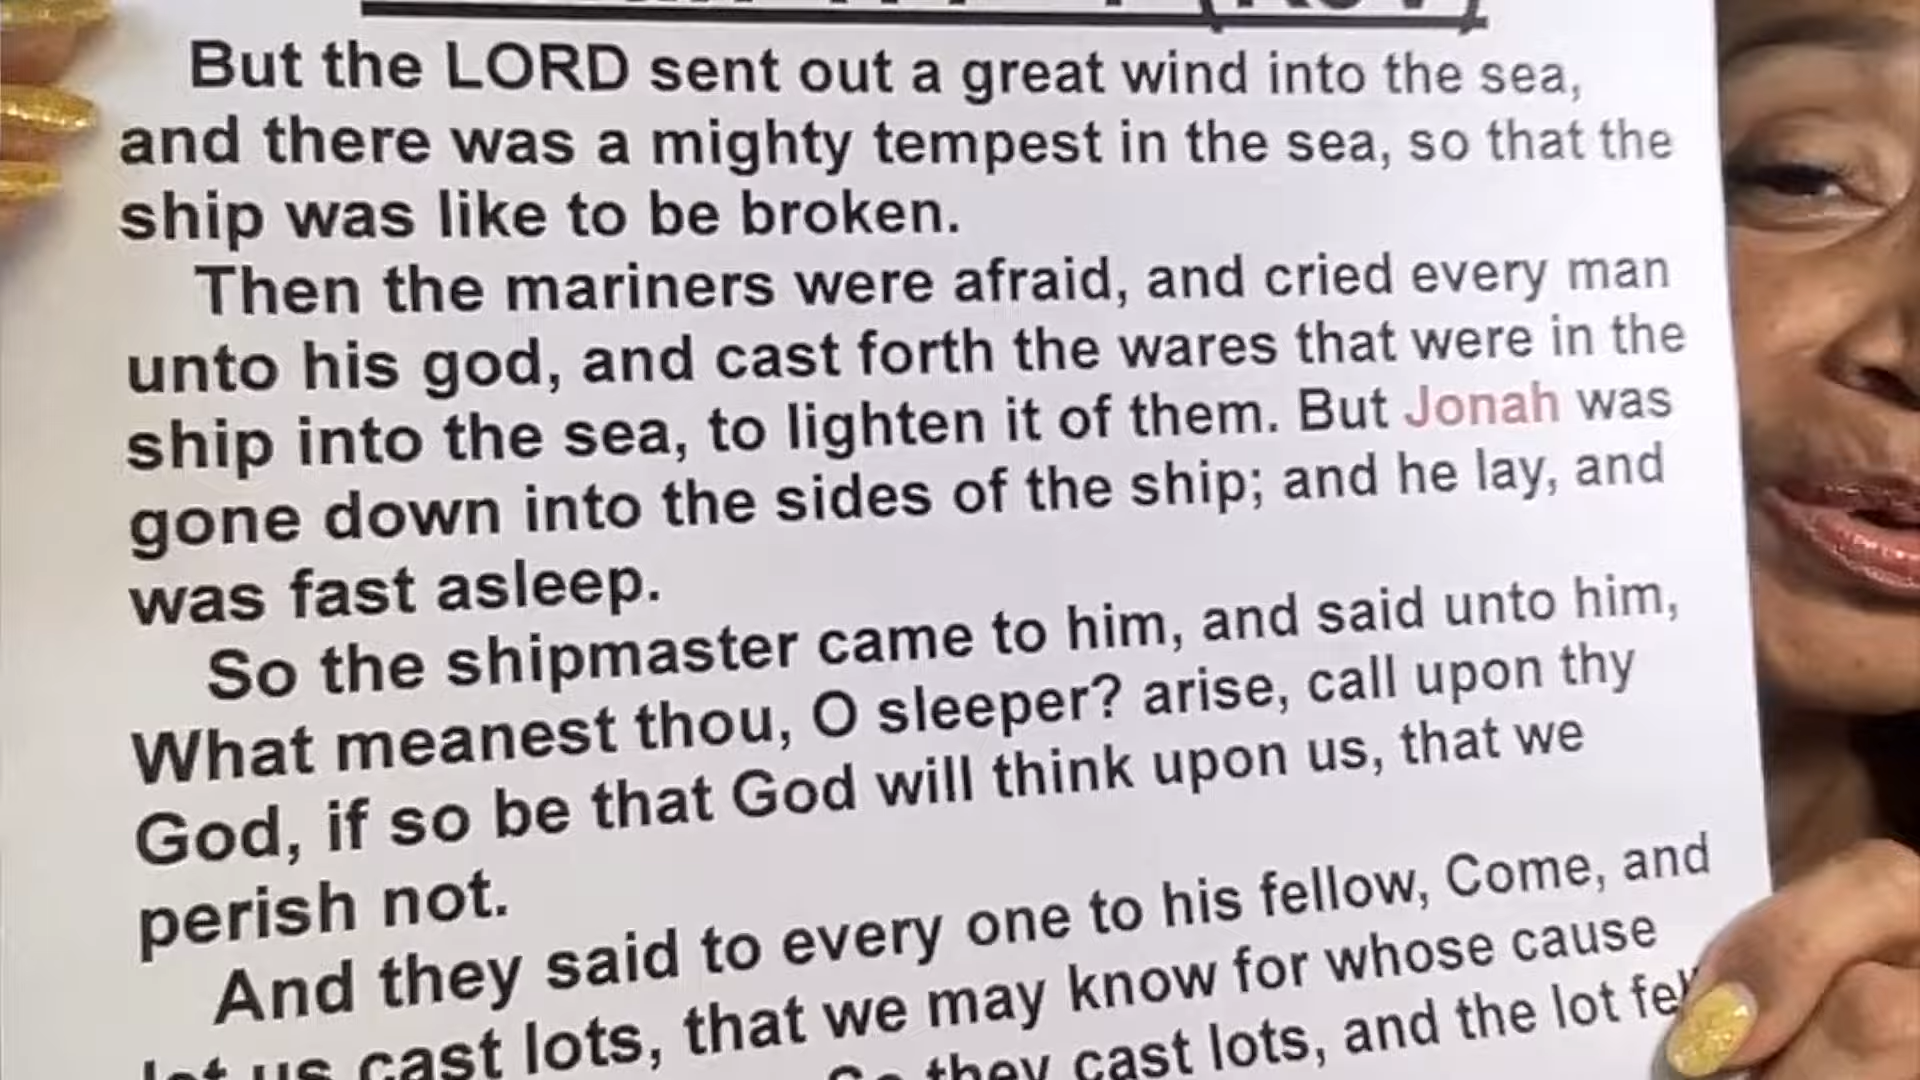 But the LORD sent out a great wind into the sea,
and there was a mighty tempest in the sea, so that the
ship was like to be broken.
Then the mariners were afraid, and cried every man
unto his god, and cast forth the wares that were in the
ship into the sea, to lighten it of them. But Jonah was
gone down into the sides of the ship; and he lay, and
was fast asleep.
So the shipmaster came to him, and said unto him,
What meanest thou, O sleeper? arise, call upon thy
God, if so be that God will think upon us, that we
perish not.
And they said to every one to his fellow, Come, and
let us cast lots, that we may know for whose cause
So they cast lots, and the lot fell